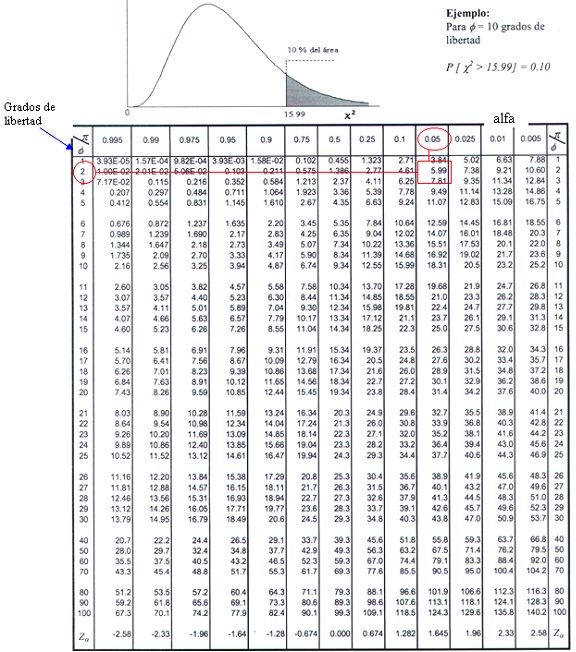 Ejemplo:
Para ϕ = 10 grados de
libertad
P [ χ² > 15.99] = 0.10
10 % del área
0
15.99
x²
Grados de
libertad
alfa
ϕ α 0.995 0.99 0.975 0.95 0.9 0.75 0.5 0.25 0.1 0.05 0.025 0.01 0.005 α ϕ
1 3.93E-05 1.57E-04 9.82E-04 3.93E-03 1.58E-02 0.102 0.455 1.323 2.71 3.84 5.02 6.63 7.88 1
2 1.00E-02 2.01E-02 5.06E-02 0.103 0.211 0.575 1.386 2.77 4.61 5.99 7.38 9.21 10.60 2
3 7.17E-02 0.115 0.216 0.352 0.584 1.213 2.37 4.11 6.25 7.81 9.35 11.34 12.84 3
4 0.207 0.297 0.484 0.711 1.064 1.923 3.36 5.39 7.78 9.49 11.14 13.28 14.86 4
5 0.412 0.554 0.831 1.145 1.610 2.67 4.35 6.63 9.24 11.07 12.83 15.09 16.75 5
6 0.676 0.872 1.237 1.635 2.20 3.45 5.35 7.84 10.64 12.59 14.45 16.81 18.55 6
7 0.989 1.239 1.690 2.17 2.83 4.25 6.35 9.04 12.02 14.07 16.01 18.48 20.3 7
8 1.344 1.647 2.18 2.73 3.49 5.07 7.34 10.22 13.36 15.51 17.53 20.1 22.0 8
9 1.735 2.09 2.70 3.33 4.17 5.90 8.34 11.39 14.68 16.92 19.02 21.7 23.6 9
10 2.16 2.56 3.25 3.94 4.87 6.74 9.34 12.55 15.99 18.31 20.5 23.2 25.2 10
11 2.60 3.05 3.82 4.57 5.58 7.58 10.34 13.70 17.28 19.68 21.9 24.7 26.8 11
12 3.07 3.57 4.40 5.23 6.30 8.44 11.34 14.85 18.55 21.0 23.3 26.2 28.3 12
13 3.57 4.11 5.01 5.89 7.04 9.30 12.34 15.98 19.81 22.4 24.7 27.7 29.8 13
14 4.07 4.66 5.63 6.57 7.79 10.17 13.34 17.12 21.1 23.7 26.1 29.1 31.3 14
15 4.60 5.23 6.26 7.26 8.55 11.04 14.34 18.25 22.3 25.0 27.5 30.6 32.8 15
16 5.14 5.81 6.91 7.96 9.31 11.91 15.34 19.37 23.5 26.3 28.8 32.0 34.3 16
17 5.70 6.41 7.56 8.67 10.09 12.79 16.34 20.5 24.8 27.6 30.2 33.4 35.7 17
18 6.26 7.01 8.23 9.39 10.86 13.68 17.34 21.6 26.0 28.9 31.5 34.8 37.2 18
19 6.84 7.63 8.91 10.12 11.65 14.56 18.34 22.7 27.2 30.1 32.9 36.2 38.6 19
20 7.43 8.26 9.59 10.85 12.44 15.45 19.34 23.8 28.4 31.4 34.2 37.6 40.0 20
21 8.03 8.90 10.28 11.59 13.24 16.34 20.3 24.9 29.6 32.7 35.5 38.9 41.4 21
22 8.64 9.54 10.98 12.34 14.04 17.24 21.3 26.0 30.8 33.9 36.8 40.3 42.8 22
23 9.26 10.20 11.69 13.09 14.85 18.14 22.3 27.1 32.0 35.2 38.1 41.6 44.2 23
24 9.89 10.86 12.40 13.85 15.66 19.04 23.3 28.2 33.2 36.4 39.4 43.0 45.6 24
25 10.52 11.52 13.12 14.61 16.47 19.94 24.3 29.3 34.4 37.7 40.6 44.3 46.9 25
26 11.16 12.20 13.84 15.38 17.29 20.8 25.3 30.4 35.6 38.9 41.9 45.6 48.3 26
27 11.81 12.88 14.57 16.15 18.11 21.7 26.3 31.5 36.7 40.1 43.2 47.0 49.6 27
28 12.46 13.56 15.31 16.93 18.94 22.7 27.3 32.6 37.9 41.3 44.5 48.3 51.0 28
29 13.12 14.26 16.05 17.71 19.77 23.6 28.3 33.7 39.1 42.6 45.7 49.6 52.3 29
30 13.79 14.95 16.79 18.49 20.6 24.5 29.3 34.8 40.3 43.8 47.0 50.9 53.7 30
40 20.7 22.2 24.4 26.5 29.1 33.7 39.3 45.6 51.8 55.8 59.3 63.7 66.8 40
50 28.0 29.7 32.4 34.8 37.7 42.9 49.3 56.3 63.2 67.5 71.4 76.2 79.5 50
60 35.5 37.5 40.5 43.2 46.5 52.3 59.3 67.0 74.4 79.1 83.3 88.4 92.0 60
70 43.3 45.4 48.8 51.7 55.3 61.7 69.3 77.6 85.5 90.5 95.0 100.4 104.2 70
80 51.2 53.5 57.2 60.4 64.3 71.1 79.3 88.1 96.6 101.9 106.6 112.3 116.3 80
90 59.2 61.8 65.6 69.1 73.3 80.6 89.3 98.6 107.6 113.1 118.1 124.1 128.3 90
100 67.3 70.1 74.2 77.9 82.4 90.1 99.3 109.1 118.5 124.3 129.6 135.8 140.2 100
Zα -2.58 -2.33 -1.96 -1.64 -1.28 -0.674 0.000 0.674 1.282 1.645 1.96 2.33 2.58 Zα